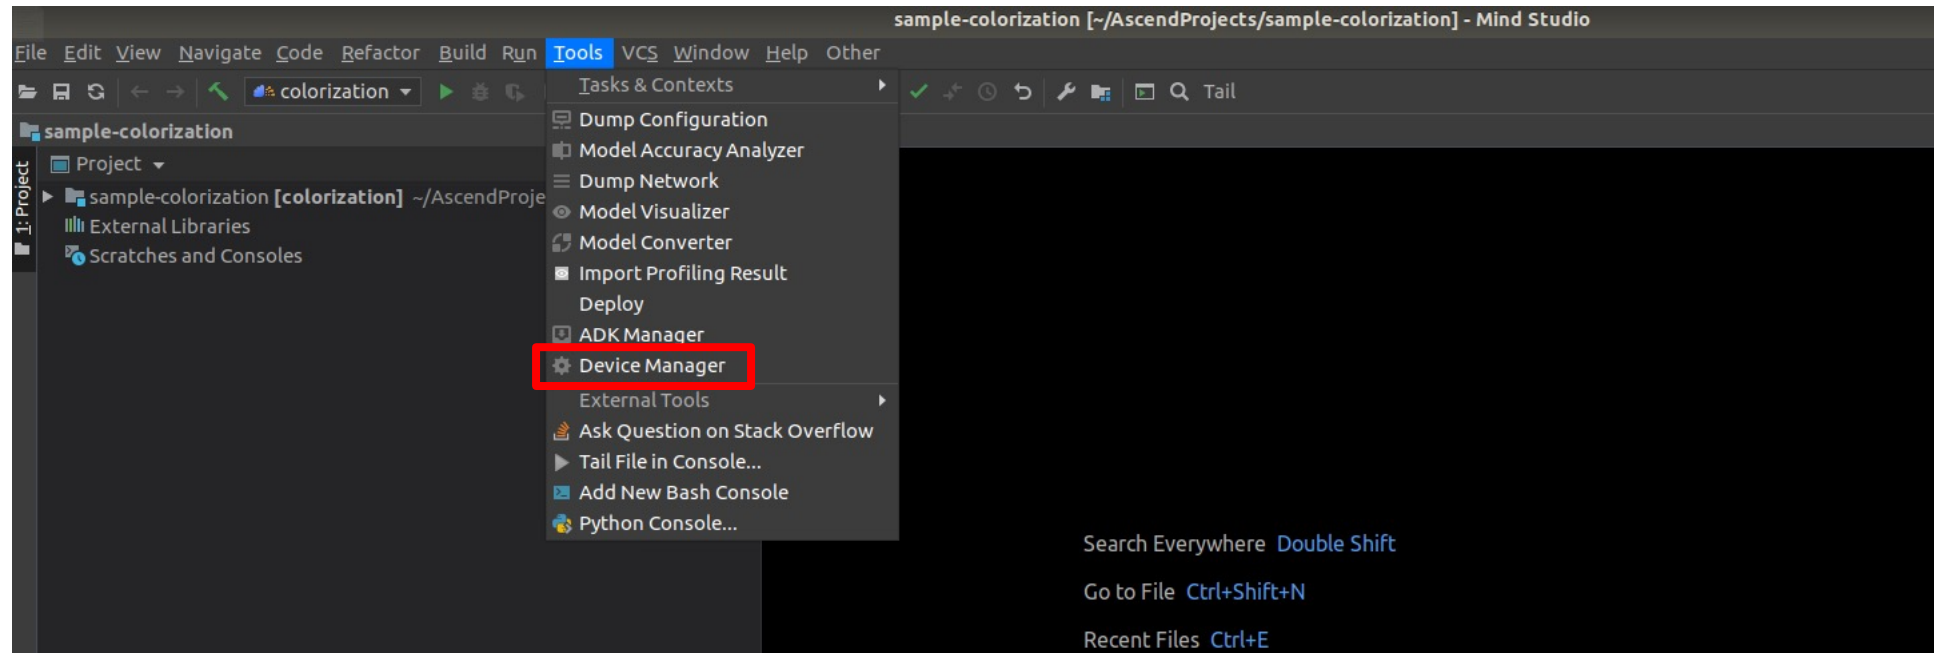 sample-colorization [~/AscendProjects/sample-colorization] - Mind Studio
File Edit View Navigate Code Refactor Build Run Tools VCS Window Help Other
colorization Tail
sample-colorization
Project
1: Project
sample-colorization [colorization] ~/AscendProje
External Libraries
Scratches and Consoles
Tasks & Contexts
Dump Configuration
Model Accuracy Analyzer
Dump Network
Model Visualizer
Model Converter
Import Profiling Result
Deploy
ADK Manager
Device Manager
External Tools
Ask Question on Stack Overflow
Tail File in Console...
Add New Bash Console
Python Console...
Search Everywhere Double Shift
Go to File Ctrl+Shift+N
Recent Files Ctrl+E